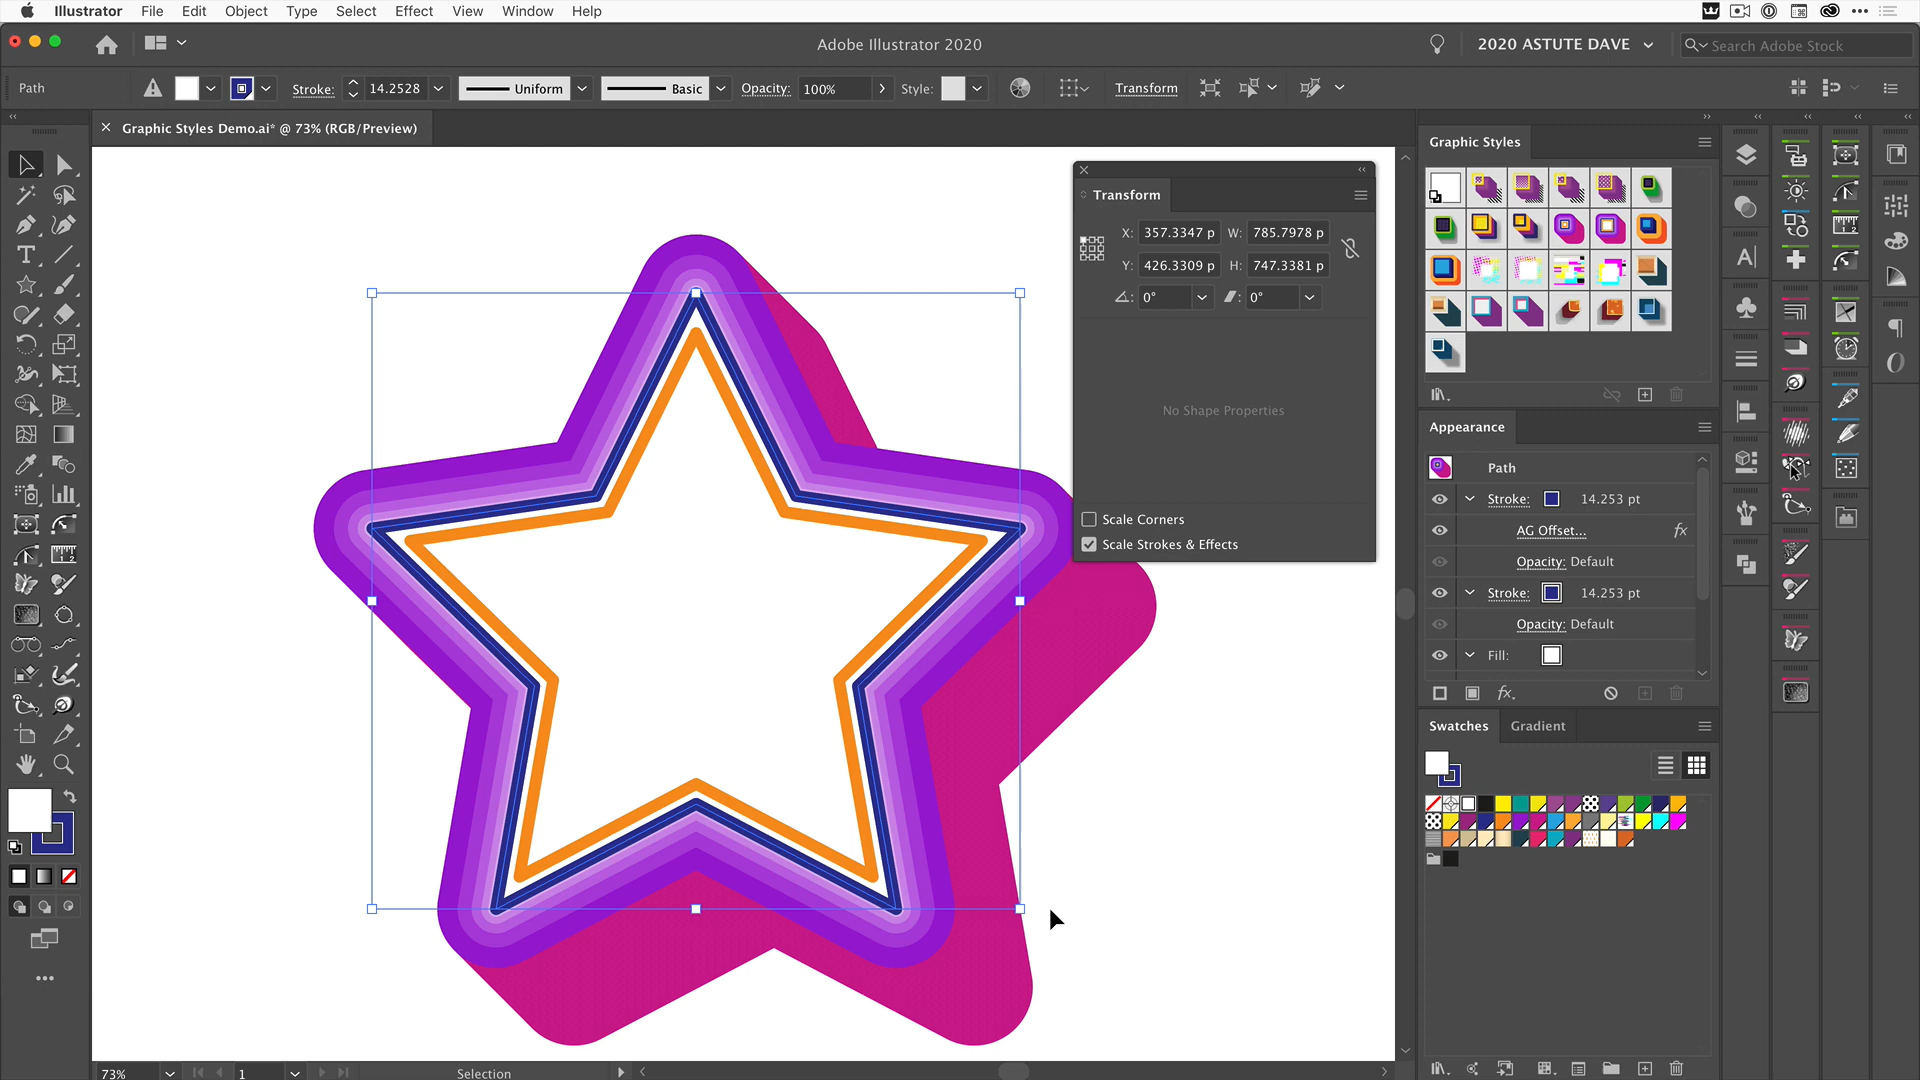 Illustrator File Edit Object Type Select Effect View Window Help
Adobe Illustrator 2020
2020 ASTUTE DAVE
Search Adobe Stock
Path Stroke: 14.2528 Uniform Basic Opacity: 100% Style: Transform
Graphic Styles Demo.ai* @ 73% (RGB/Preview)
Transform
X: 357.3347 p W: 785.7978 p
Y: 426.3309 p H: 747.3381 p
0° 0°
No Shape Properties
Scale Corners
Scale Strokes & Effects
Graphic Styles
Appearance
Path
Stroke: 14.253 pt
AG Offset... fx
Opacity: Default
Stroke: 14.253 pt
Opacity: Default
Fill:
fx.
Swatches Gradient
73% 1 Selection